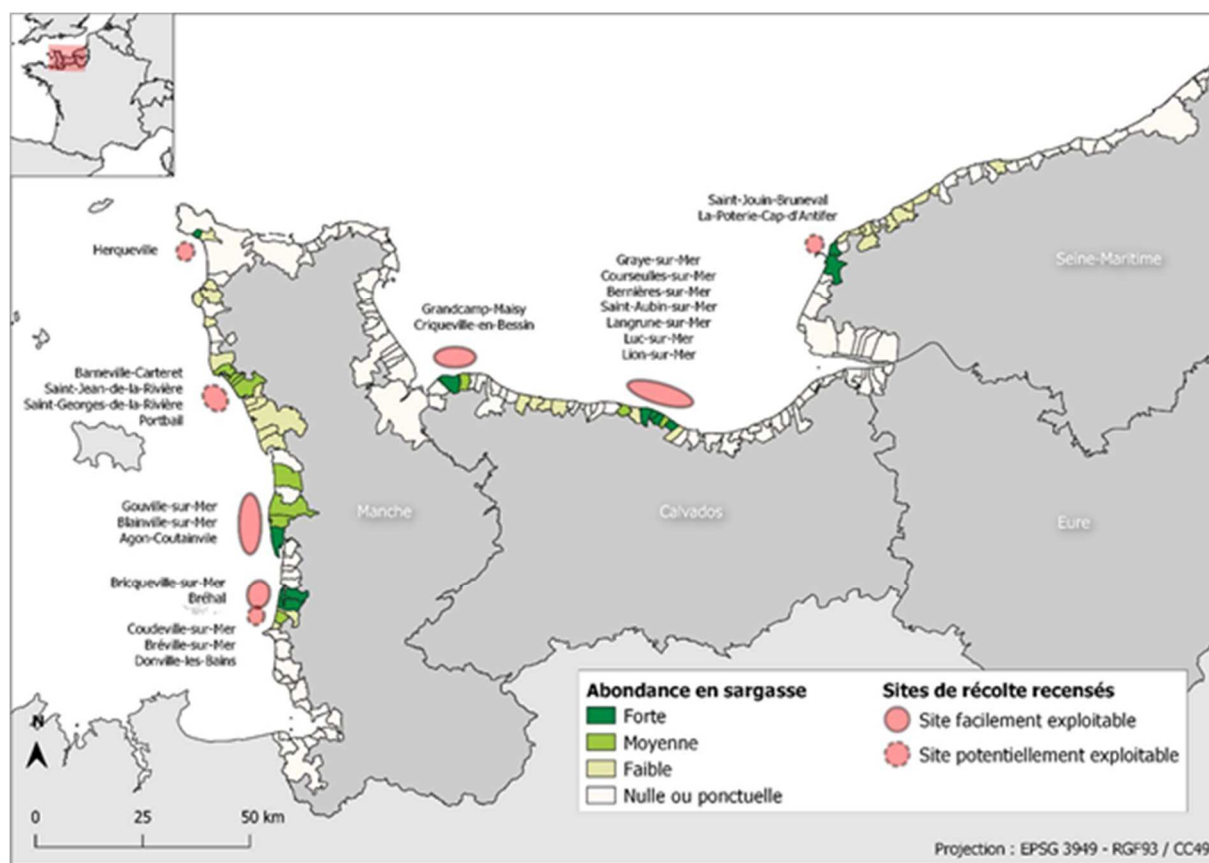 Saint-Jouin-Bruneval
La-Poterie-Cap-d'Antifer
Herqueville
Graye-sur-Mer
Courseulles-sur-Mer
Bernières-sur-Mer
Saint-Aubin-sur-Mer
Langrune-sur-Mer
Luc-sur-Mer
Lion-sur-Mer
Seine-Maritime
Grandcamp-Maisy
Criqueville-en-Bessin
Barneville-Carteret
Saint-Jean-de-la-Rivière
Saint-Georges-de-la-Rivière
Portbail
Gouville-sur-Mer
Blainville-sur-Mer
Agon-Coutainvile
Manche
Calvados
Eure
Bricqueville-sur-Mer
Bréhal
Coudeville-sur-Mer
Bréville-sur-Mer
Donville-les-Bains
Abondance en sargasse
Forte
Moyenne
Faible
Nulle ou ponctuelle
Sites de récolte recensés
Site facilement exploitable
Site potentiellement exploitable
N
0 25 50 km
Projection : EPSG 3949 - RGF93 / CC49